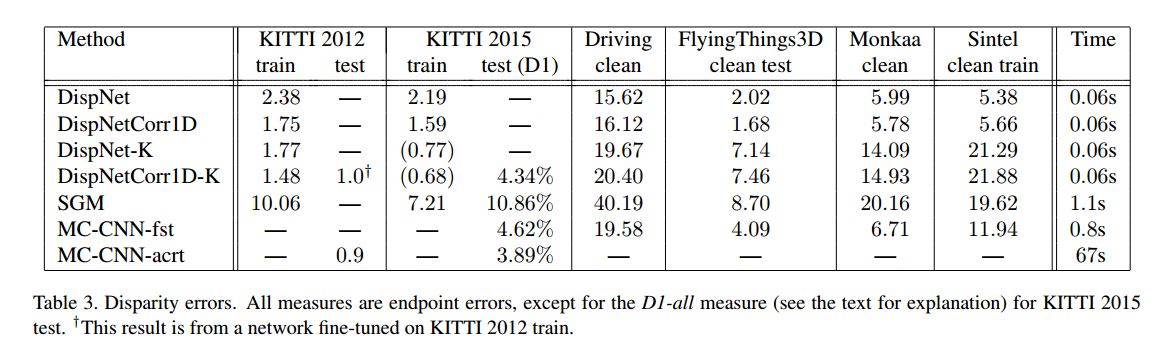 Method KITTI 2012 KITTI 2015 Driving FlyingThings3D Monkaa Sintel Time
train test train test (D1) clean clean test clean clean train
DispNet 2.38 — 2.19 — 15.62 2.02 5.99 5.38 0.06s
DispNetCorr1D 1.75 — 1.59 — 16.12 1.68 5.78 5.66 0.06s
DispNet-K 1.77 — (0.77) — 19.67 7.14 14.09 21.29 0.06s
DispNetCorr1D-K 1.48 1.0† (0.68) 4.34% 20.40 7.46 14.93 21.88 0.06s
SGM 10.06 — 7.21 10.86% 40.19 8.70 20.16 19.62 1.1s
MC-CNN-fst — — — 4.62% 19.58 4.09 6.71 11.94 0.8s
MC-CNN-acrt — 0.9 — 3.89% — — — — 67s
Table 3. Disparity errors. All measures are endpoint errors, except for the D1-all measure (see the text for explanation) for KITTI 2015
test. †This result is from a network fine-tuned on KITTI 2012 train.